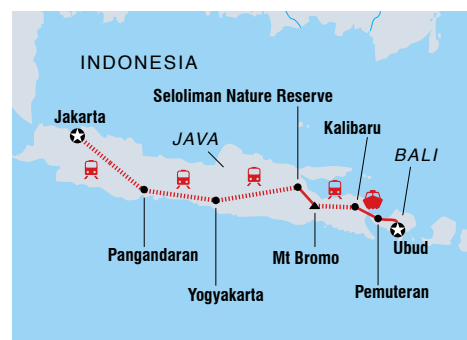 INDONESIA
Seloliman Nature Reserve
Jakarta
Kalibaru
JAVA
BALI
Pangandaran
Mt Bromo
Ubud
Yogyakarta
Pemuteran